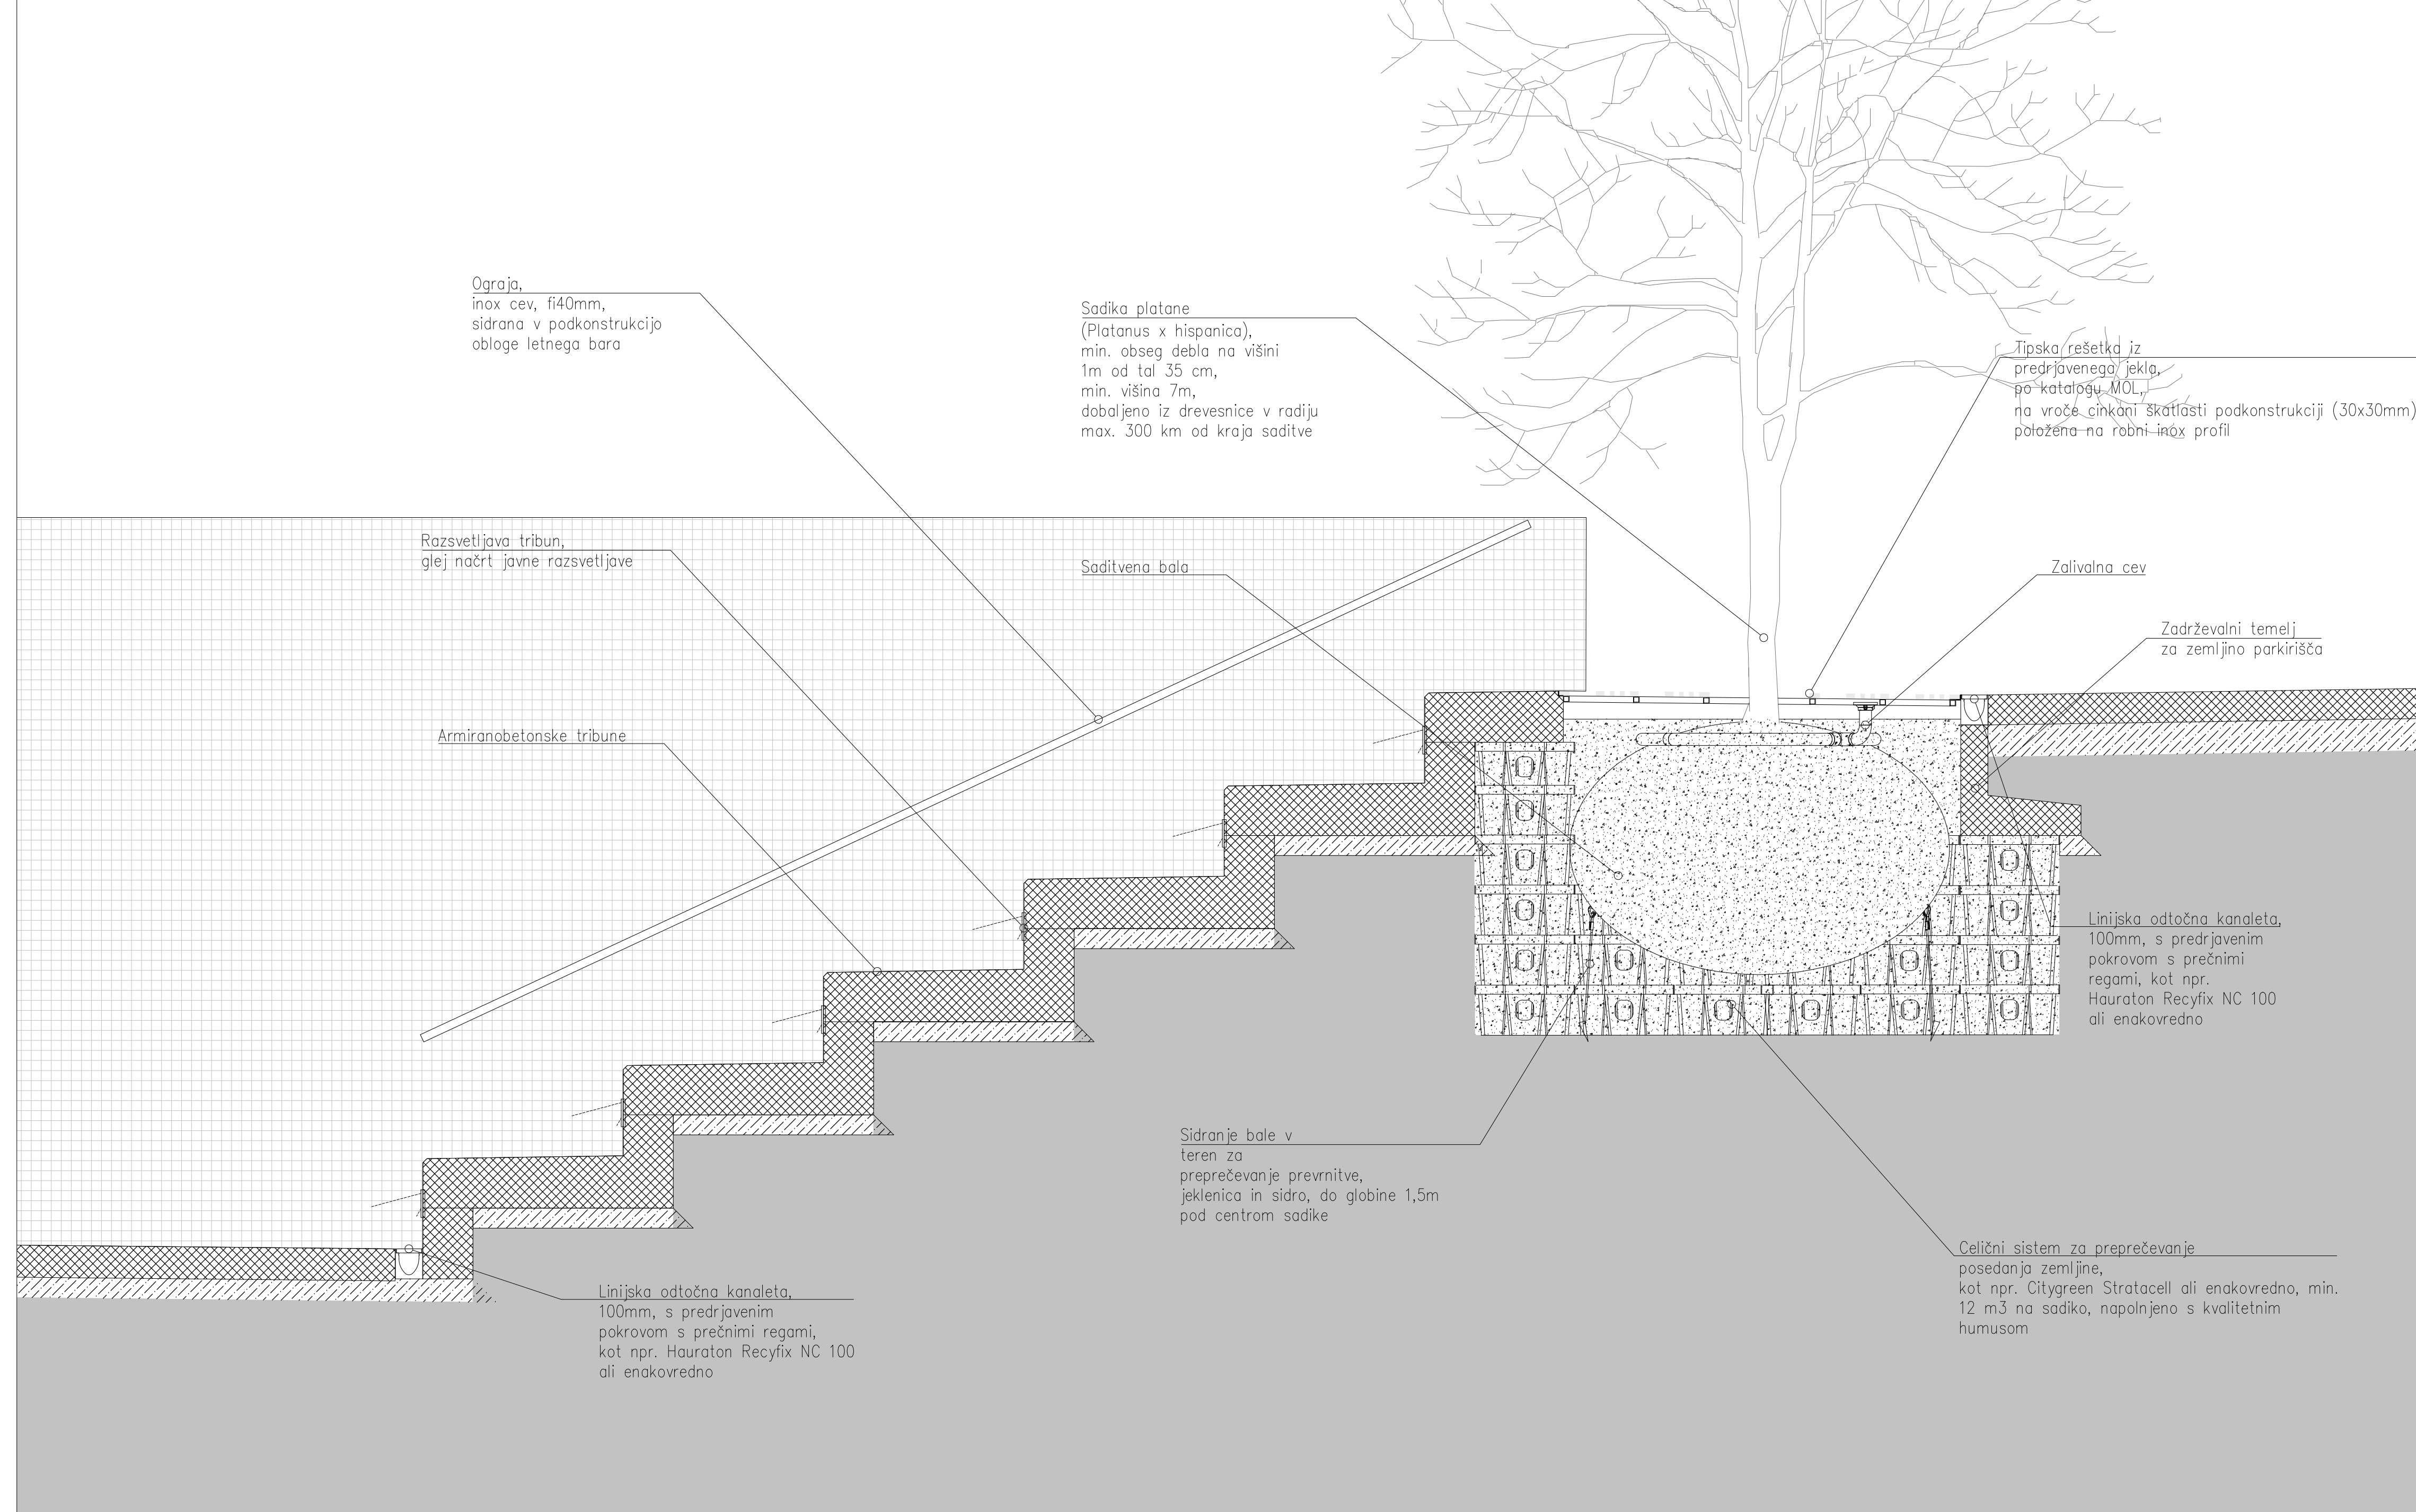 Ograja,
inox cev, fi40mm,
sidrana v podkonstrukcijo
obloge letnega bara
Sadika platane
(Platanus x hispanica),
min. obseg debla na višini
1m od tal 35 cm,
min. višina 7m,
dobaljeno iz drevesnice v radiju
max. 300 km od kraja saditve
Tipska rešetka iz
predrjavenega jekla,
po katalogu MOL,
na vroče cinkani škatlasti podkonstrukciji (30x30mm)
položena na robni inox profil
Razsvetljava tribun,
glej načrt javne razsvetljave
Saditvena bala
Zalivalna cev
Zadrževalni temelj
za zemljino parkirišča
Armiranobetonske tribune
Linijska odtočna kanaleta,
100mm, s predrjavenim
pokrovom s prečnimi
regami, kot npr.
Hauraton Recyfix NC 100
ali enakovredno
Sidranje bale v
teren za
preprečevanje prevrnitve,
jeklenica in sidro, do globine 1,5m
pod centrom sadike
Celični sistem za preprečevanje
posedanja zemljine,
kot npr. Citygreen Stratacell ali enakovredno, min.
12 m3 na sadiko, napolnjeno s kvalitetnim
humusom
Linijska odtočna kanaleta,
100mm, s predrjavenim
pokrovom s prečnimi regami,
kot npr. Hauraton Recyfix NC 100
ali enakovredno